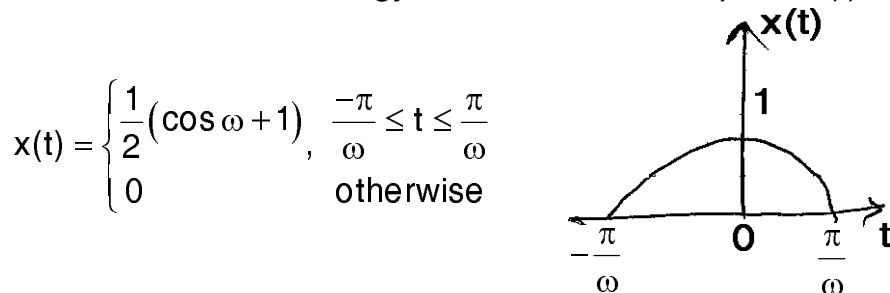 x(t)
x(t) = { 1/2 (cos ω + 1), -π/ω ≤ t ≤ π/ω
0 otherwise
1
-π/ω 0 π/ω t